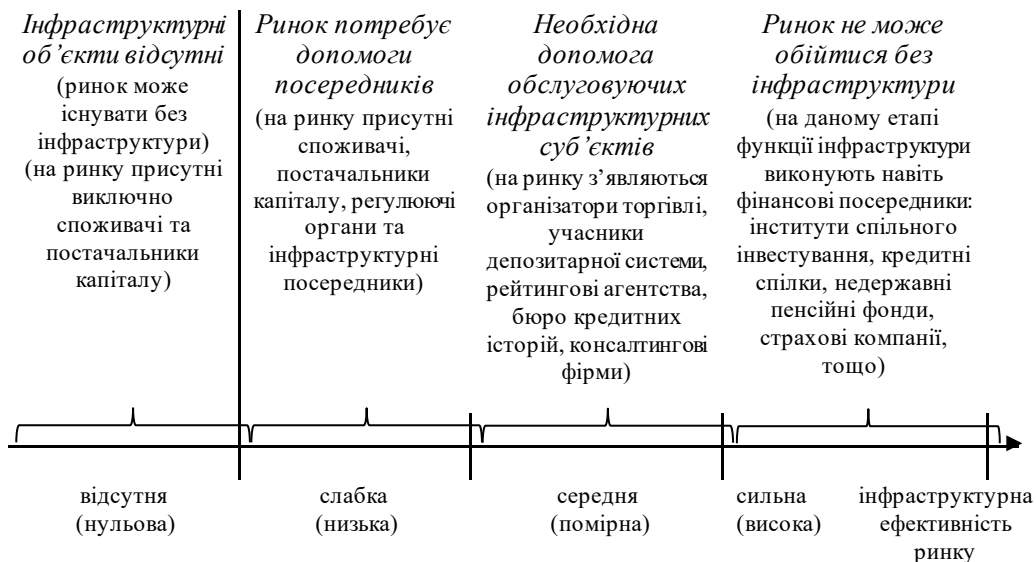 Інфраструктурні
об’єкти відсутні
(ринок може
існувати без
інфраструктури)
(на ринку присутні
виключно
споживачі та
постачальники
капіталу)
Ринок потребує
допомоги
посередників
(на ринку присутні
споживачі,
постачальники
капіталу, регулюючі
органи та
інфраструктурні
посередники)
Необхідна
допомога
обслуговуючих
інфраструктурних
суб’єктів
(на ринку з’являються
організатори торгівлі,
учасники
депозитарної системи,
рейтингові агентства,
бюро кредитних
історій, консалтингові
фірми)
Ринок не може
обійтися без
інфраструктури
(на даному етапі
функції інфраструктури
виконують навіть
фінансові посередники:
інститути спільного
інвестування, кредитні
спілки, недержавні
пенсійні фонди,
страхові компанії,
тощо)
відсутня
(нульова)
слабка
(низька)
середня
(помірна)
сильна
(висока)
інфраструктурна
ефективність
ринку